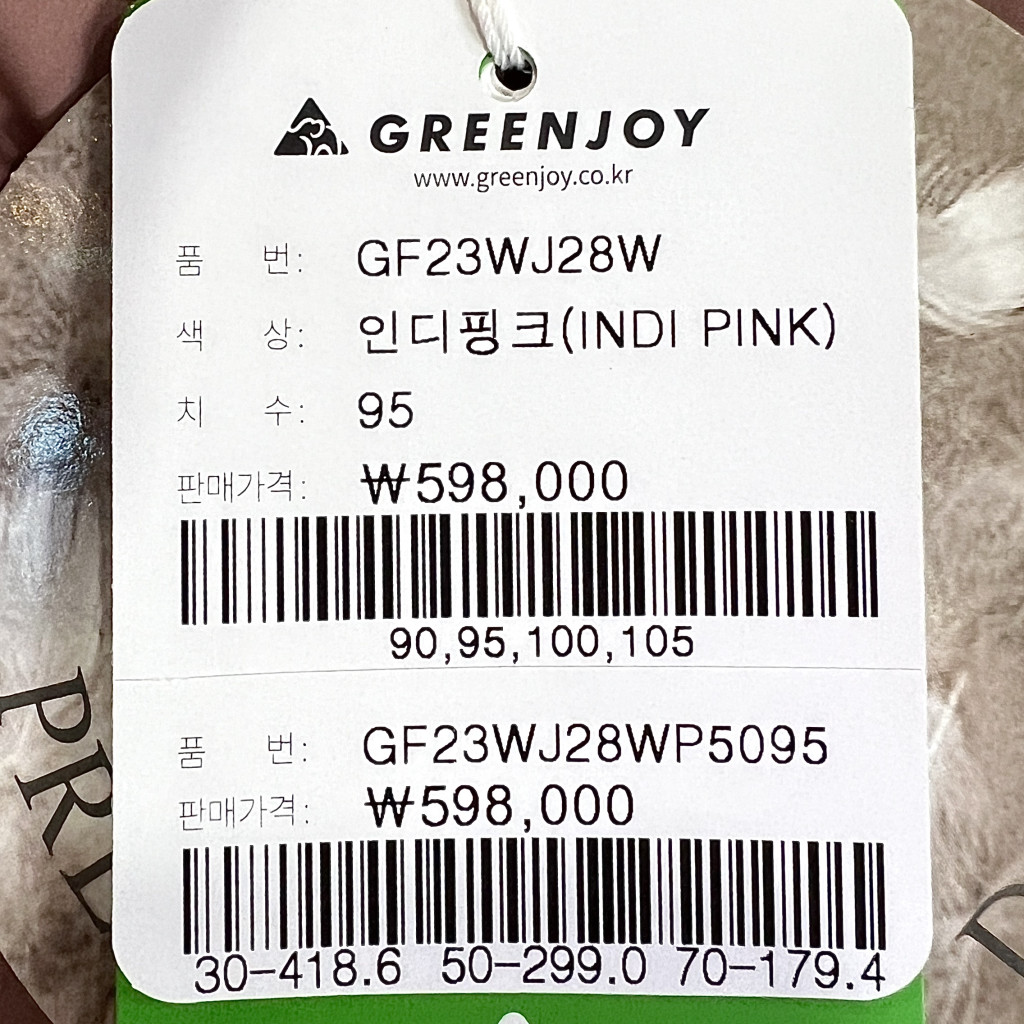 GREENJOY
www.greenjoy.co.kr
품 번: GF23WJ28W
색 상: 인디핑크(INDI PINK)
치 수: 95
판매가격: ₩598,000
90,95,100,105
품 번: GF23WJ28WP5095
판매가격: ₩598,000
30-418.6 50-299.0 70-179.4